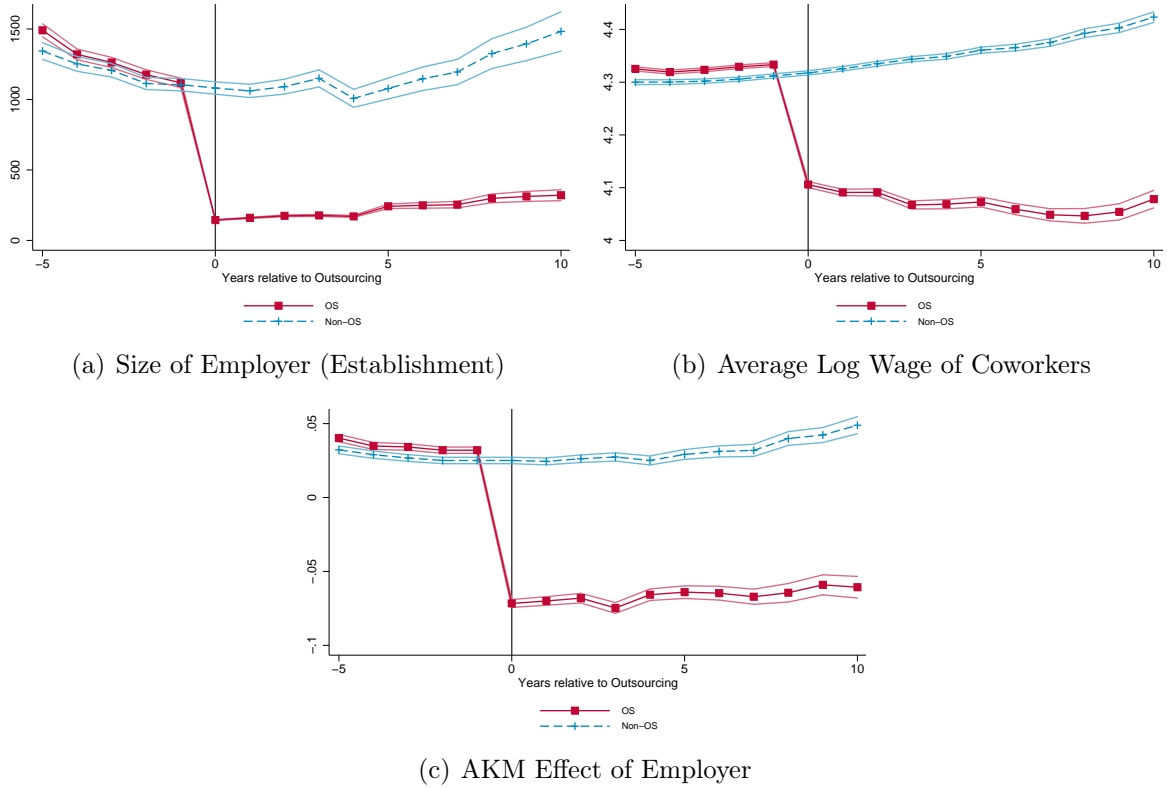 1500
1000
500
0
−5
0
5
10
Years relative to Outsourcing
OS
Non−OS
(a) Size of Employer (Establishment)
4.4
4.3
4.2
4.1
4
−5
0
5
10
Years relative to Outsourcing
OS
Non−OS
(b) Average Log Wage of Coworkers
.05
0
−.05
−.1
−5
0
5
10
Years relative to Outsourcing
OS
Non−OS
(c) AKM Effect of Employer